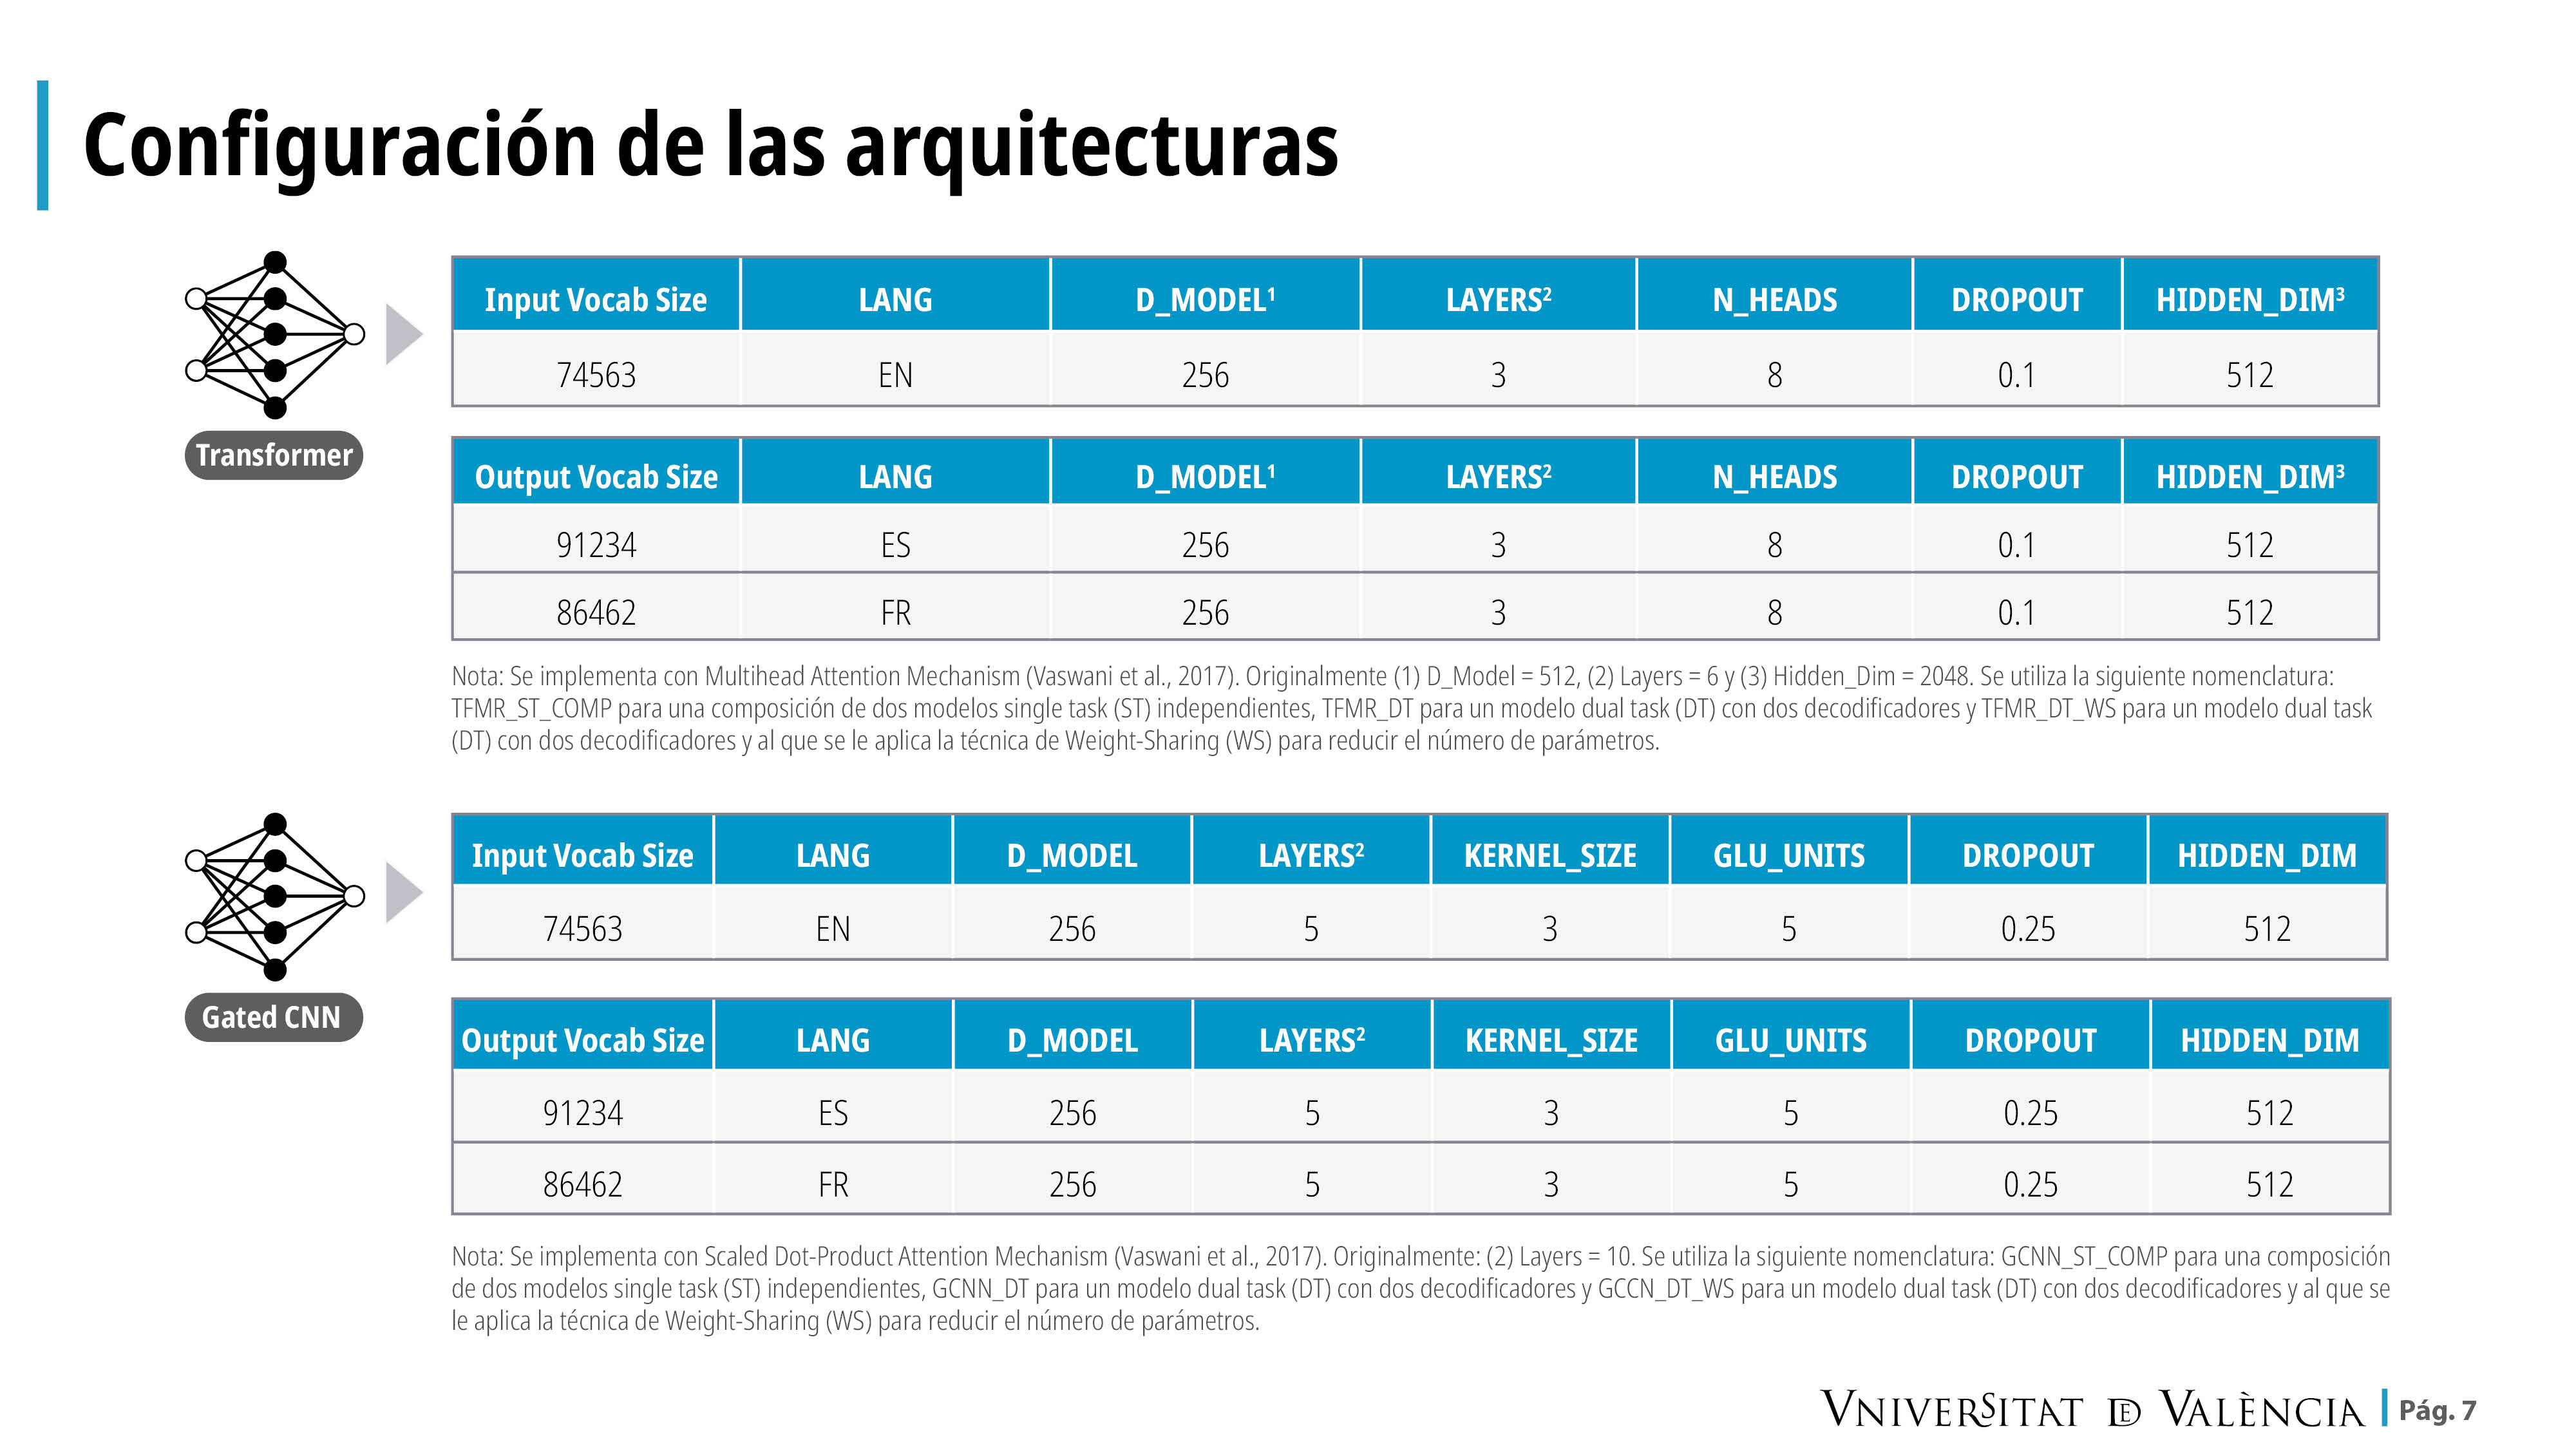 Configuración de las arquitecturas
Input Vocab Size LANG D_MODEL¹ LAYERS² N_HEADS DROPOUT HIDDEN_DIM³
74563 EN 256 3 8 0.1 512
Transformer
Output Vocab Size LANG D_MODEL¹ LAYERS² N_HEADS DROPOUT HIDDEN_DIM³
91234 ES 256 3 8 0.1 512
86462 FR 256 3 8 0.1 512
Nota: Se implementa con Multihead Attention Mechanism (Vaswani et al., 2017). Originalmente (1) D_Model = 512, (2) Layers = 6 y (3) Hidden_Dim = 2048. Se utiliza la siguiente nomenclatura:
TFMR_ST_COMP para una composición de dos modelos single task (ST) independientes, TFMR_DT para un modelo dual task (DT) con dos decodificadores y TFMR_DT_WS para un modelo dual task
(DT) con dos decodificadores y al que se le aplica la técnica de Weight-Sharing (WS) para reducir el número de parámetros.
Input Vocab Size LANG D_MODEL LAYERS² KERNEL_SIZE GLU_UNITS DROPOUT HIDDEN_DIM
74563 EN 256 5 3 5 0.25 512
Gated CNN
Output Vocab Size LANG D_MODEL LAYERS² KERNEL_SIZE GLU_UNITS DROPOUT HIDDEN_DIM
91234 ES 256 5 3 5 0.25 512
86462 FR 256 5 3 5 0.25 512
Nota: Se implementa con Scaled Dot-Product Attention Mechanism (Vaswani et al., 2017). Originalmente: (2) Layers = 10. Se utiliza la siguiente nomenclatura: GCNN_ST_COMP para una composición
de dos modelos single task (ST) independientes, GCNN_DT para un modelo dual task (DT) con dos decodificadores y GCCN_DT_WS para un modelo dual task (DT) con dos decodificadores y al que se
le aplica la técnica de Weight-Sharing (WS) para reducir el número de parámetros.
VNIVERSITAT DE VALÈNCIA Pág. 7